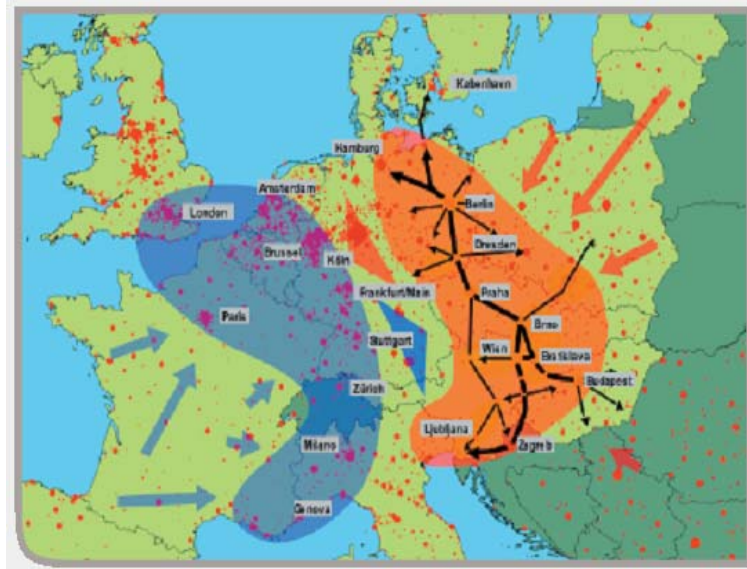 København
Hamburg
Amsterdam
London
Berlin
Brussel
Köln
Dresden
Frankfurt/Main
Praha
Paris
Brno
Stuttgart
Wien
Bratislava
Budapest
Zürich
Ljubljana
Milano
Zagreb
Genova